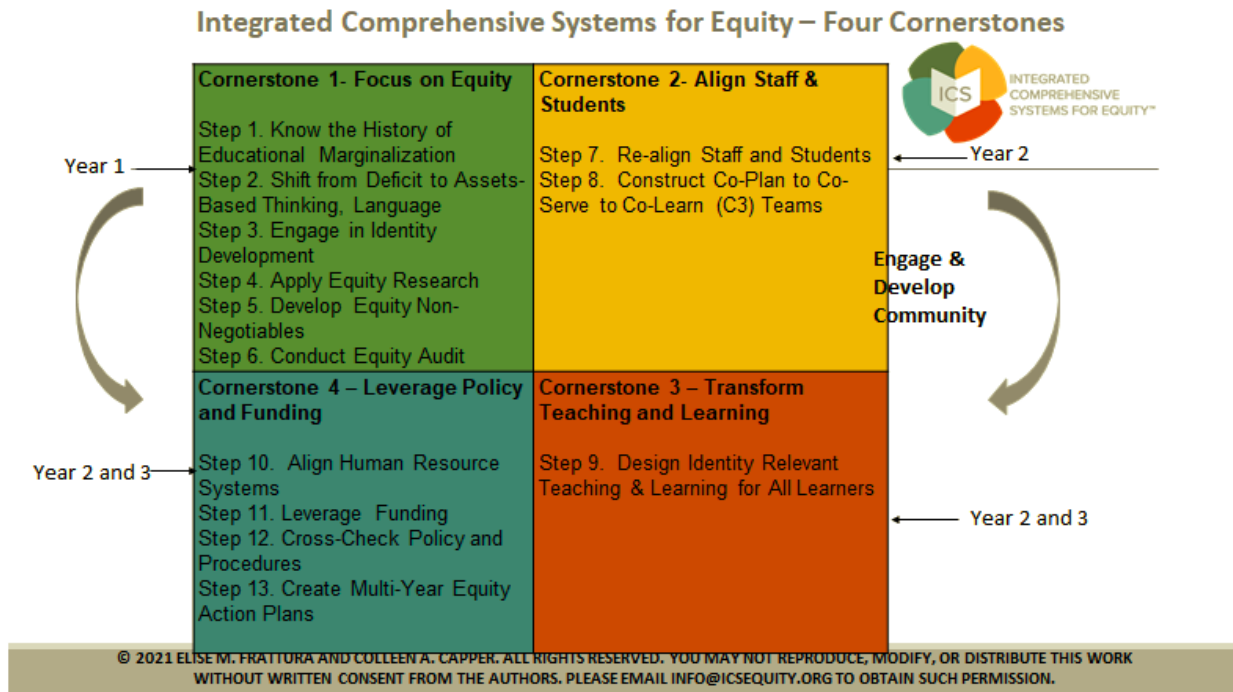 Integrated Comprehensive Systems for Equity – Four Cornerstones
ICS
INTEGRATED
COMPREHENSIVE
SYSTEMS FOR EQUITY™
Year 1
Cornerstone 1- Focus on Equity
Step 1. Know the History of
Educational Marginalization
Step 2. Shift from Deficit to Assets-
Based Thinking, Language
Step 3. Engage in Identity
Development
Step 4. Apply Equity Research
Step 5. Develop Equity Non-
Negotiables
Step 6. Conduct Equity Audit
Cornerstone 2- Align Staff &
Students
Step 7. Re-align Staff and Students
Step 8. Construct Co-Plan to Co-
Serve to Co-Learn (C3) Teams
Year 2
Engage &
Develop
Community
Year 2 and 3
Cornerstone 4 – Leverage Policy
and Funding
Step 10. Align Human Resource
Systems
Step 11. Leverage Funding
Step 12. Cross-Check Policy and
Procedures
Step 13. Create Multi-Year Equity
Action Plans
Cornerstone 3 – Transform
Teaching and Learning
Step 9. Design Identity Relevant
Teaching & Learning for All Learners
Year 2 and 3
© 2021 ELISE M. FRATTURA AND COLLEEN A. CAPPER. ALL RIGHTS RESERVED. YOU MAY NOT REPRODUCE, MODIFY, OR DISTRIBUTE THIS WORK
WITHOUT WRITTEN CONSENT FROM THE AUTHORS. PLEASE EMAIL INFO@ICSEQUITY.ORG TO OBTAIN SUCH PERMISSION.